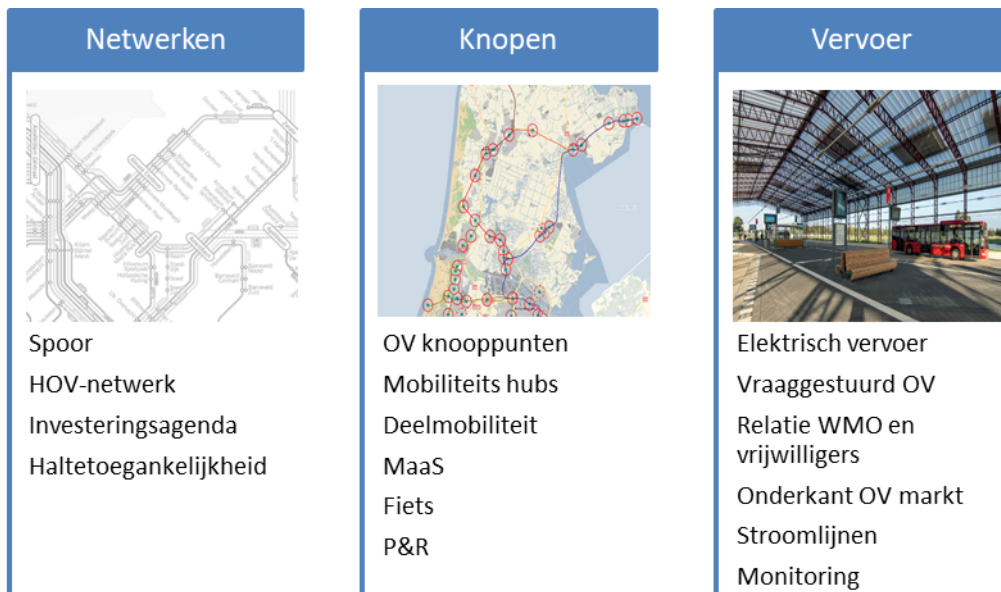 Netwerken
Spoor
HOV-netwerk
Investeringsagenda
Haltetoegankelijkheid
Knopen
OV knooppunten
Mobiliteits hubs
Deelmobiliteit
MaaS
Fiets
P&R
Vervoer
Elektrisch vervoer
Vraaggestuurd OV
Relatie WMO en
vrijwilligers
Onderkant OV markt
Stroomlijnen
Monitoring